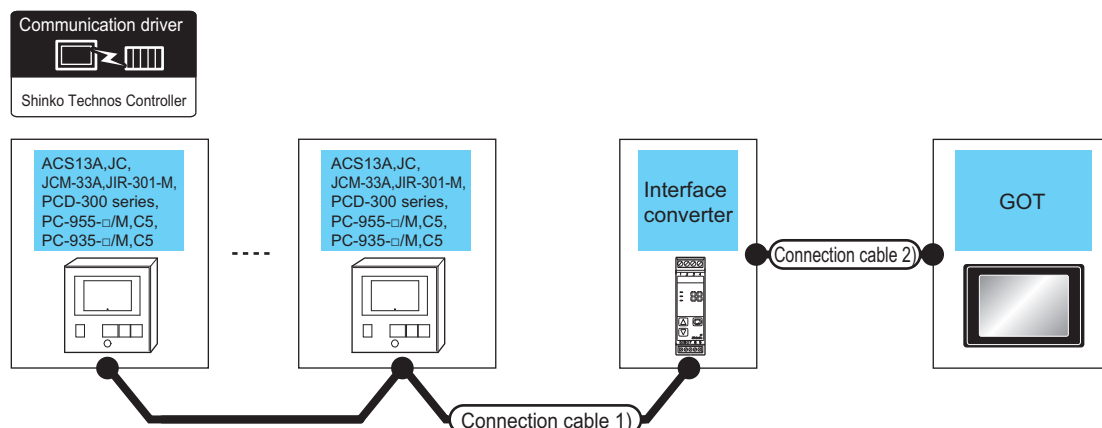 Communication driver
Shinko Technos Controller
ACS13A,JC,
JCM-33A,JIR-301-M,
PCD-300 series,
PC-955-□/M,C5,
PC-935-□/M,C5
ACS13A,JC,
JCM-33A,JIR-301-M,
PCD-300 series,
PC-955-□/M,C5,
PC-935-□/M,C5
Interface
converter
GOT
Connection cable 2)
88
Connection cable 1)